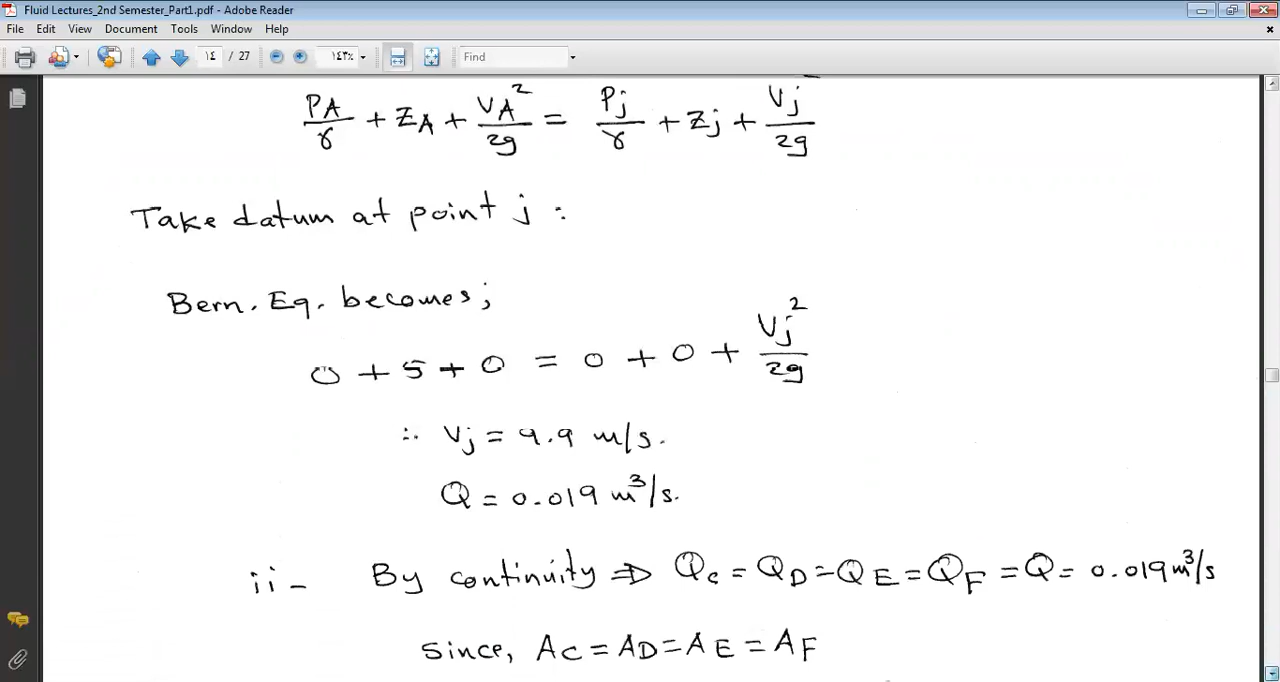 Fluid Lectures_2nd Semester_Part1.pdf - Adobe Reader
File Edit View Document Tools Window Help
١٤ / 27 ١٤٣% Find
PA/γ + ZA + VA²/2g = Pj/γ + Zj + Vj²/2g
Take datum at point j :
Bern. Eq. becomes;
0 + 5 + 0 = 0 + 0 + Vj²/2g
∴ Vj = 9.9 m/s.
Q = 0.019 m³/s.
ii - By continuity ⇒ Qc = QD = QE = QF = Q = 0.019 m³/s
since, Ac = AD = AE = AF